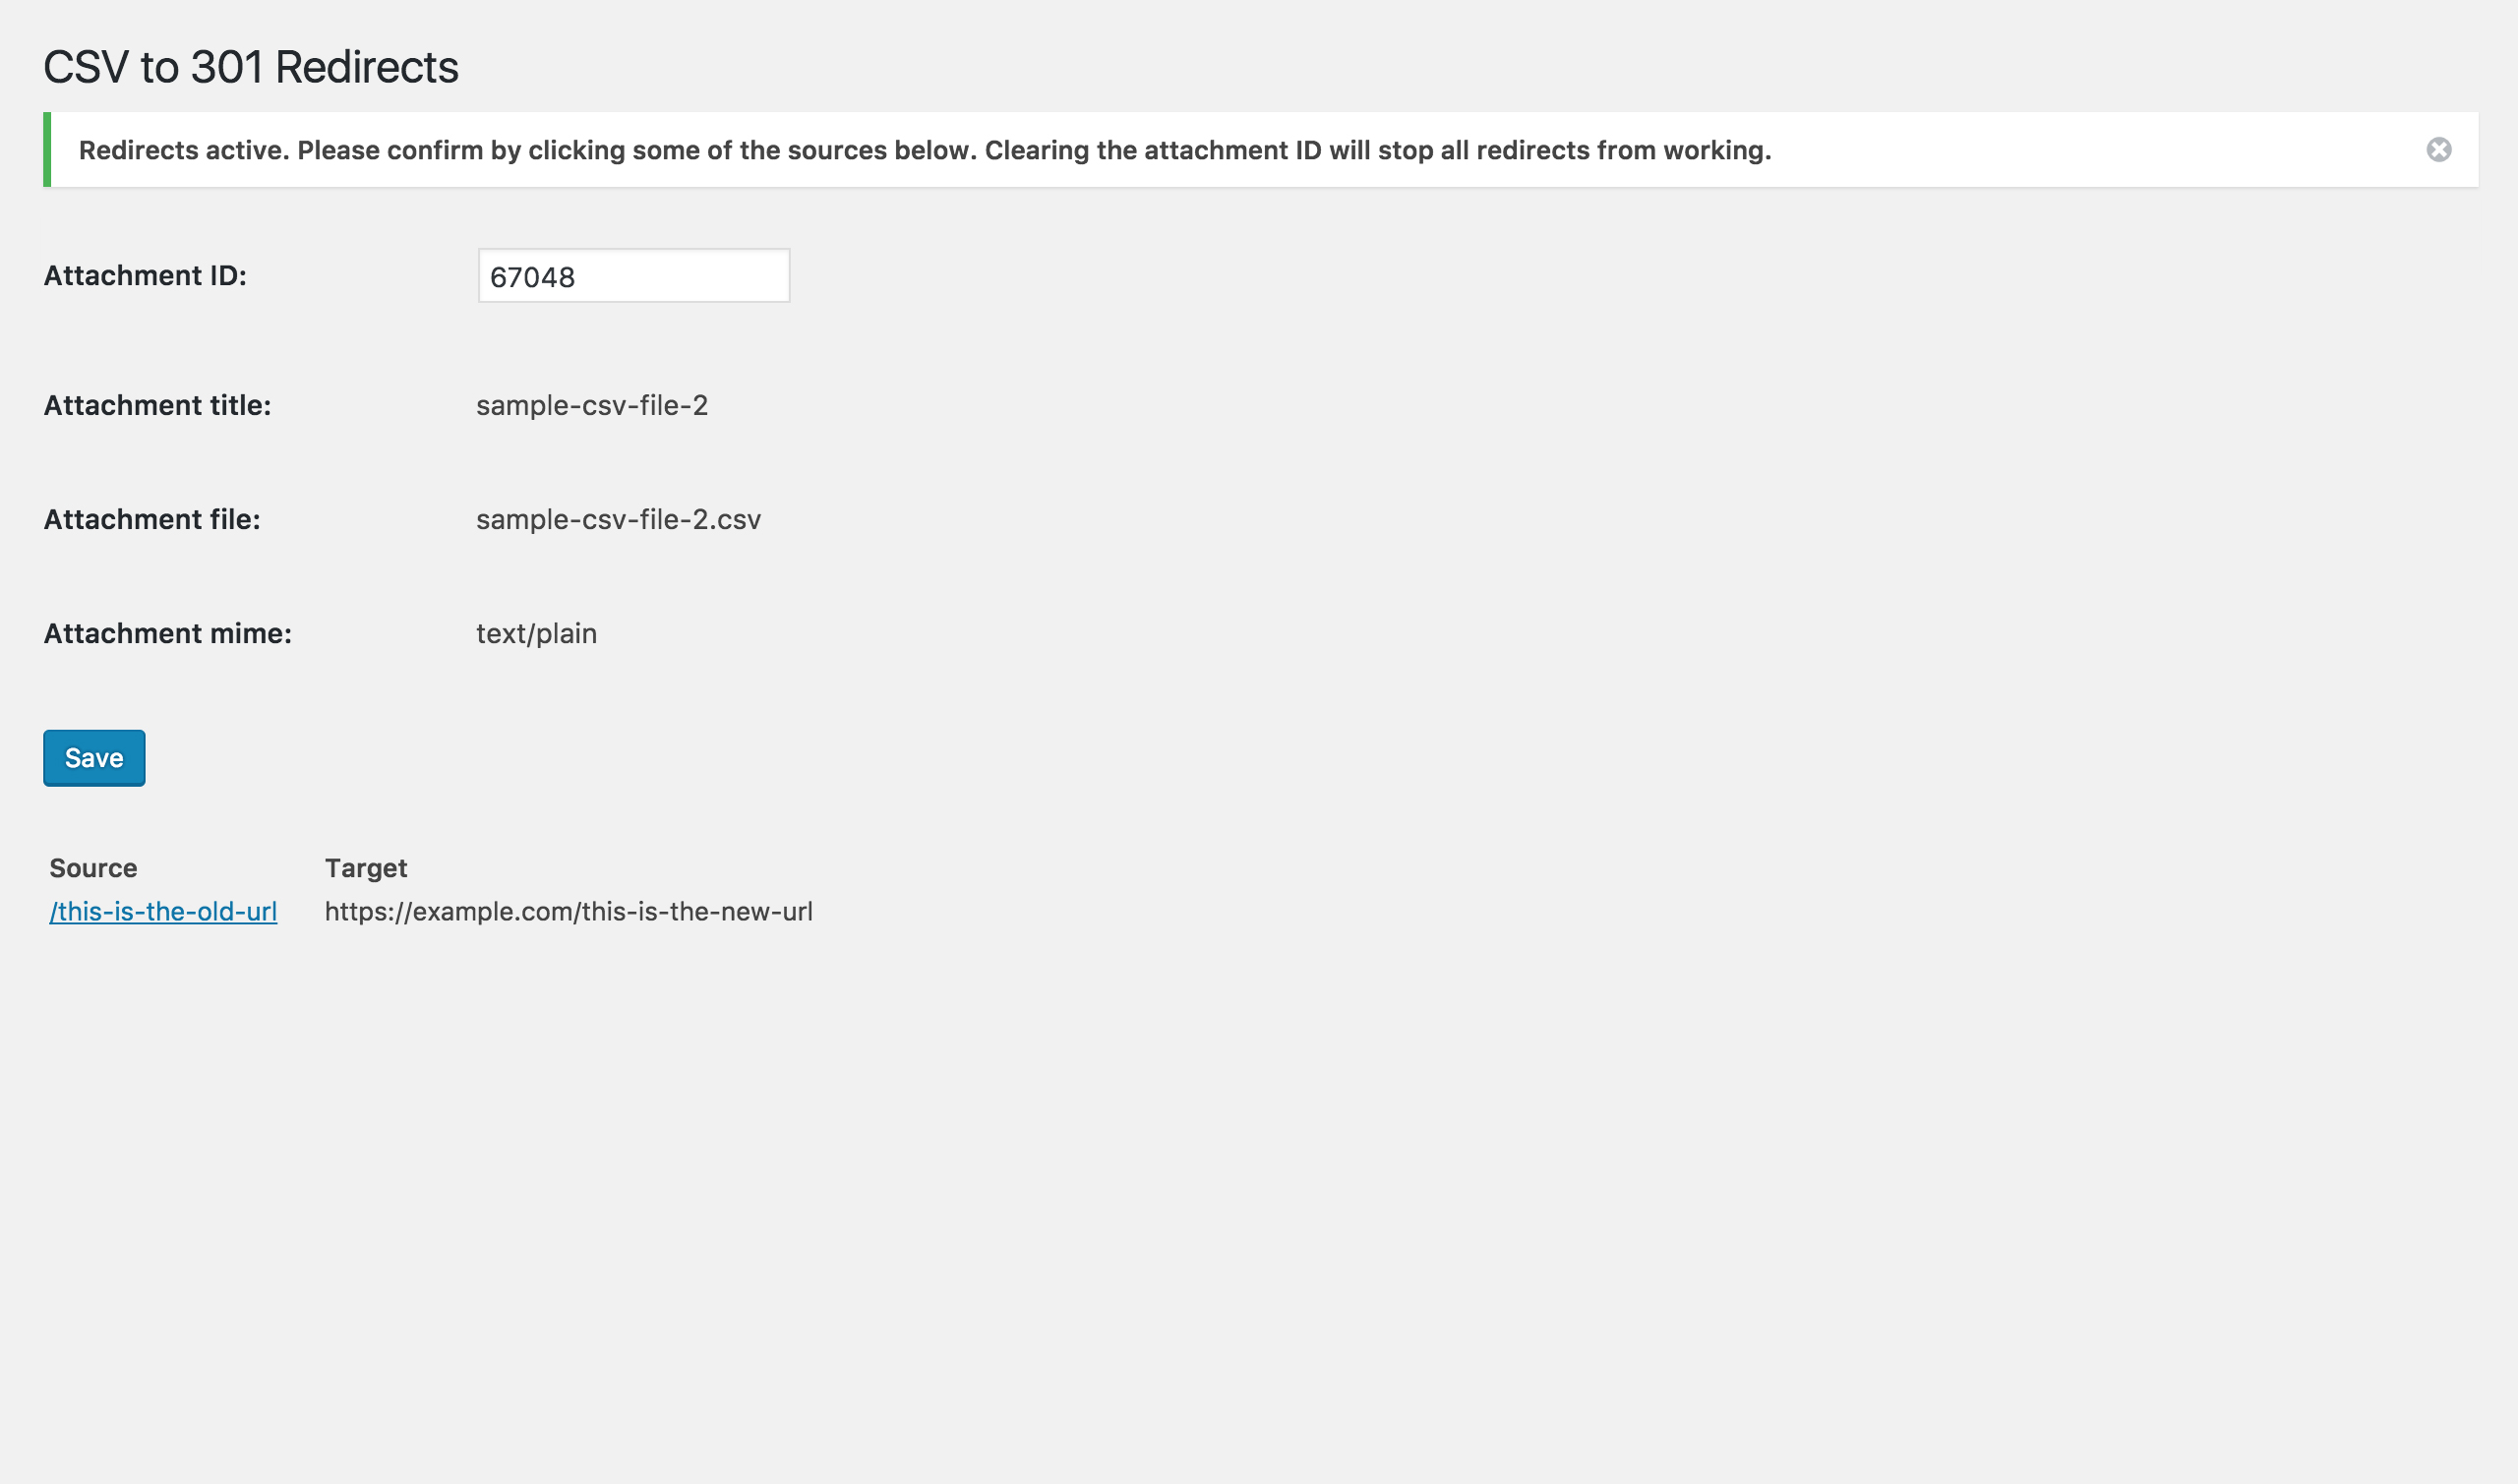 CSV to 301 Redirects
Redirects active. Please confirm by clicking some of the sources below. Clearing the attachment ID will stop all redirects from working.
Attachment ID: 67048
Attachment title: sample-csv-file-2
Attachment file: sample-csv-file-2.csv
Attachment mime: text/plain
Save
Source Target
/this-is-the-old-url https://example.com/this-is-the-new-url